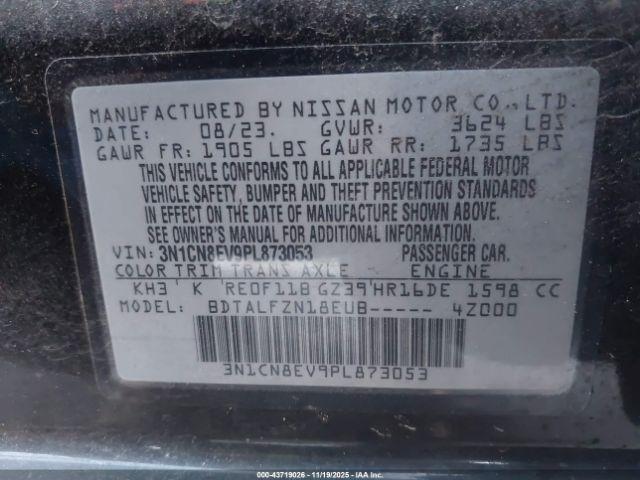 MANUFACTURED BY NISSAN MOTOR CO., LTD.
DATE: 08/23. GVWR: 3624 LBS
GAWR FR: 1905 LBS GAWR RR: 1735 LBS
THIS VEHICLE CONFORMS TO ALL APPLICABLE FEDERAL MOTOR
VEHICLE SAFETY, BUMPER AND THEFT PREVENTION STANDARDS
IN EFFECT ON THE DATE OF MANUFACTURE SHOWN ABOVE.
SEE OWNER'S MANUAL FOR ADDITIONAL INFORMATION.
VIN: 3N1CN8EV9PL873053 PASSENGER CAR.
COLOR TRIM TRANS AXLE ENGINE
KH3 K RE0F11B GZ39 HR16DE 1598 CC
MODEL: BDTALFZN18EUB----- 4Z000
3N1CN8EV9PL873053
000-43719026 - 11/19/2025 - IAA Inc.